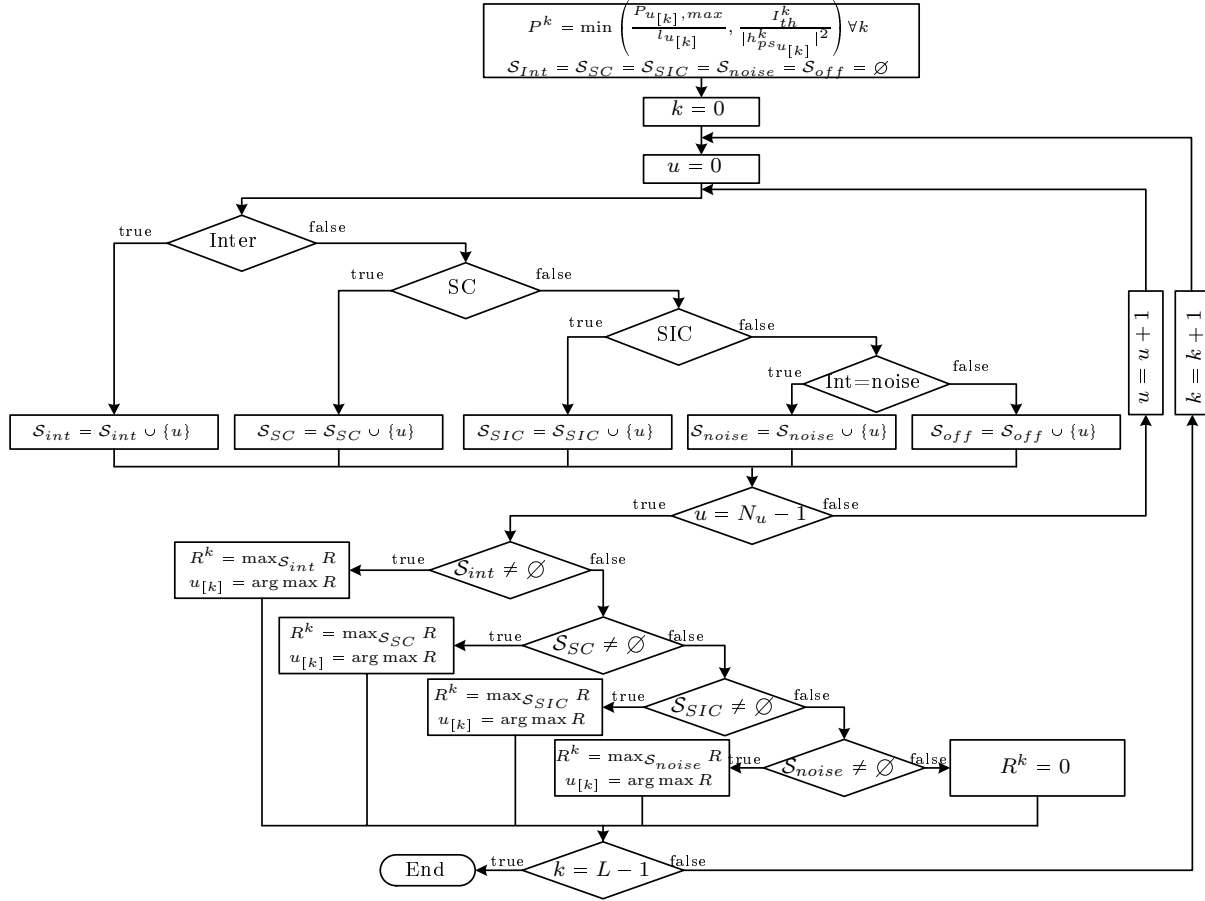 P^k = min ( P_{u_{[k]},max} / l_{u_{[k]}} , I^k_{th} / |h^k_{ps_{u_{[k]}}}|^2 ) ∀k
𝒮_{Int} = 𝒮_{SC} = 𝒮_{SIC} = 𝒮_{noise} = 𝒮_{off} = ∅
k = 0
u = 0
true
Inter
false
true
SC
false
true
SIC
false
true
Int=noise
false
u = u + 1
k = k + 1
𝒮_{int} = 𝒮_{int} ∪ {u}
𝒮_{SC} = 𝒮_{SC} ∪ {u}
𝒮_{SIC} = 𝒮_{SIC} ∪ {u}
𝒮_{noise} = 𝒮_{noise} ∪ {u}
𝒮_{off} = 𝒮_{off} ∪ {u}
true
u = N_u − 1
false
R^k = max_{𝒮_{int}} R
u_{[k]} = arg max R
true
𝒮_{int} ≠ ∅
false
R^k = max_{𝒮_{SC}} R
u_{[k]} = arg max R
true
𝒮_{SC} ≠ ∅
false
R^k = max_{𝒮_{SIC}} R
u_{[k]} = arg max R
true
𝒮_{SIC} ≠ ∅
false
R^k = max_{𝒮_{noise}} R
u_{[k]} = arg max R
true
𝒮_{noise} ≠ ∅
false
R^k = 0
End
true
k = L − 1
false